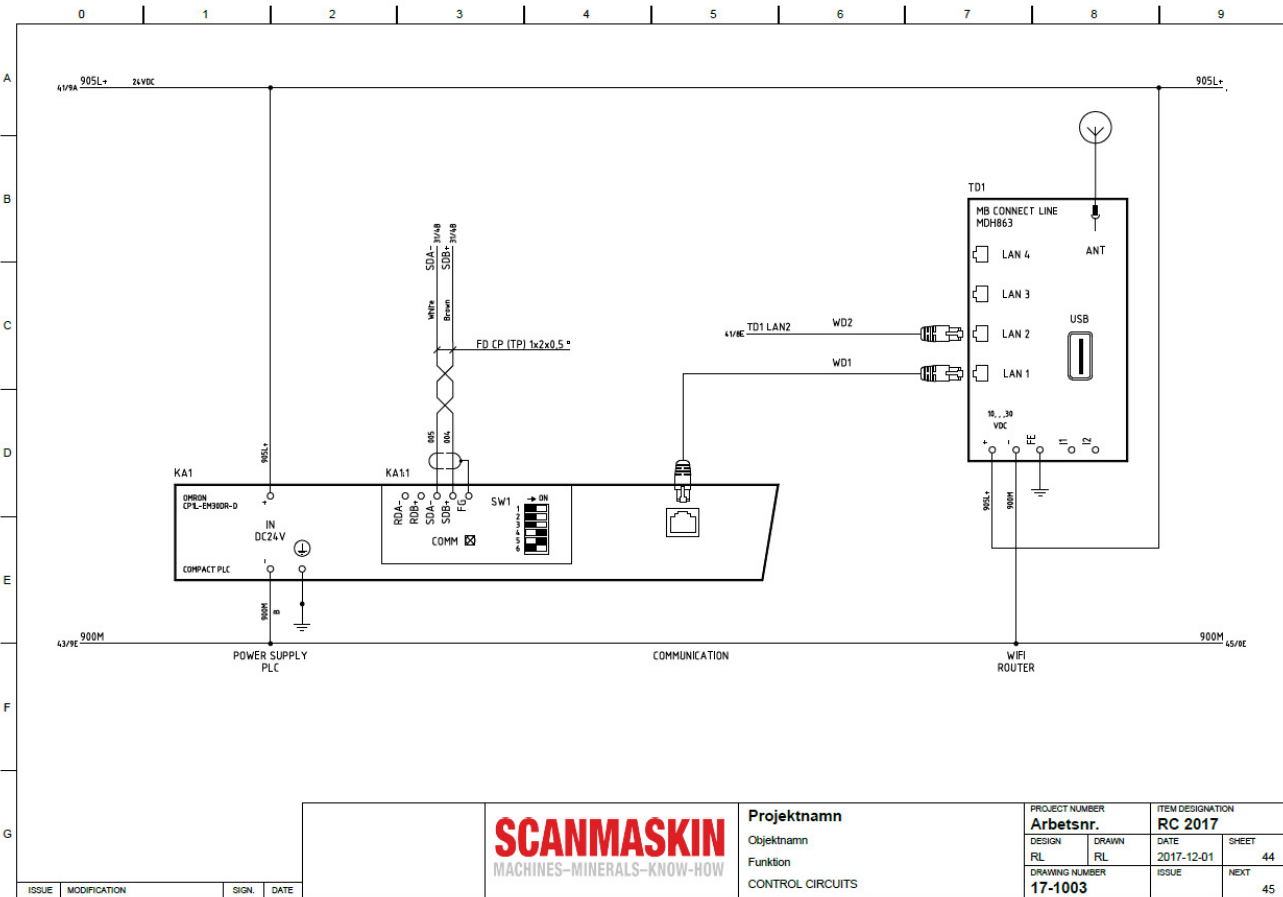 0 1 2 3 4 5 6 7 8 9
A
41/9A 905L+ 24VDC 905L+
B
TD1
MB CONNECT LINE
MDH863
ANT
LAN 4
LAN 3
LAN 2
LAN 1
USB
10...30
VDC
+ - FE I1 I2
905L+ 900M
SDA- 31/4B
SDB+ 31/4B
White Brown
C
FD CP (TP) 1x2x0,5 "
41/8E TD1 LAN2 WD2
WD1
005 004
D
905L+
KA1
OMRON
CP1L-EM30DR-D
+
IN
DC24V
-
COMPACT PLC
KA1:1
RDA- RDB+ SDA- SDB+ FG
COMM
SW1 → ON
1
2
3
4
5
6
E
900M B
43/9E 900M 900M 45/0E
POWER SUPPLY
PLC
COMMUNICATION
WIFI
ROUTER
F
G
ISSUE MODIFICATION SIGN. DATE
SCANMASKIN
MACHINES–MINERALS–KNOW-HOW
Projektnamn
Objektnamn
Funktion
CONTROL CIRCUITS
PROJECT NUMBER
Arbetsnr.
ITEM DESIGNATION
RC 2017
DESIGN
RL
DRAWN
RL
DATE
2017-12-01
SHEET
44
DRAWING NUMBER
17-1003
ISSUE
NEXT
45